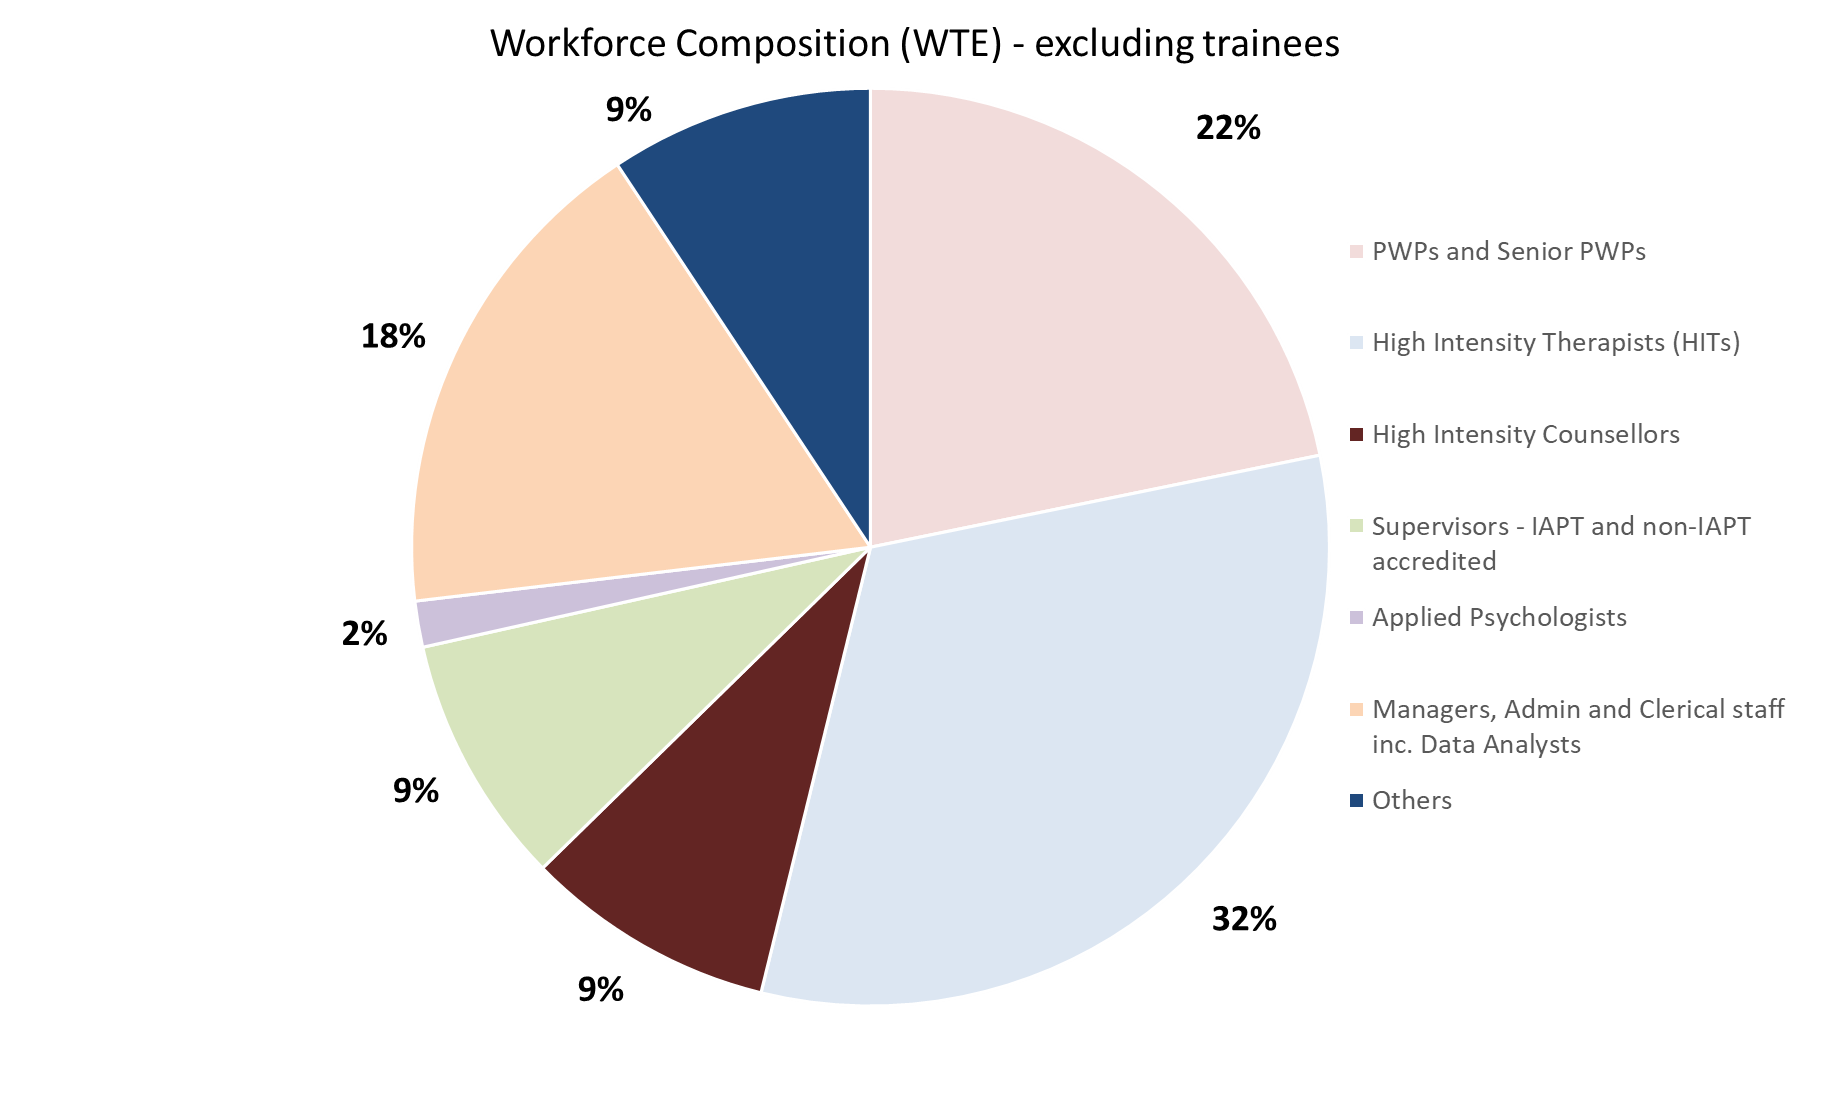 Workforce Composition (WTE) - excluding trainees
9%
22%
18%
2%
9%
9%
32%
PWPs and Senior PWPs
High Intensity Therapists (HITs)
High Intensity Counsellors
Supervisors - IAPT and non-IAPT
accredited
Applied Psychologists
Managers, Admin and Clerical staff
inc. Data Analysts
Others